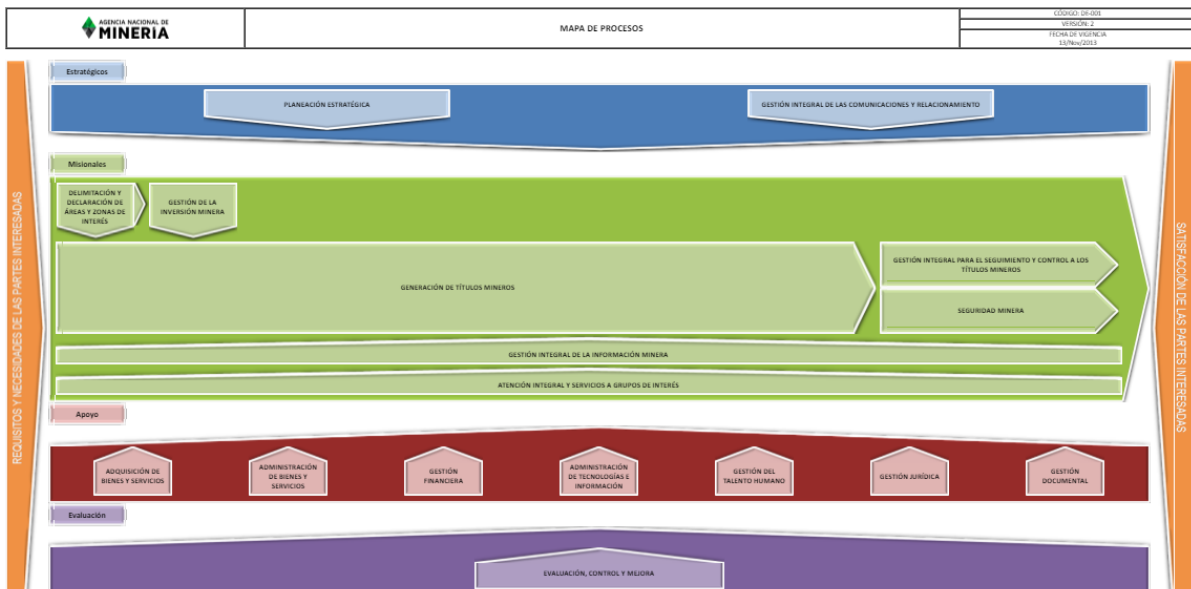 AGENCIA NACIONAL DE
MINERÍA
MAPA DE PROCESOS
CÓDIGO: DE-001
VERSIÓN: 2
FECHA DE VIGENCIA
13/Nov/2013
REQUISITOS Y NECESIDADES DE LAS PARTES INTERESADAS
Estratégicos
PLANEACIÓN ESTRATÉGICA
GESTIÓN INTEGRAL DE LAS COMUNICACIONES Y RELACIONAMIENTO
Misionales
DELIMITACIÓN Y
DECLARACIÓN DE
ÁREAS Y ZONAS DE
INTERÉS
GESTIÓN DE LA
INVERSIÓN MINERA
GENERACIÓN DE TÍTULOS MINEROS
GESTIÓN INTEGRAL PARA EL SEGUIMIENTO Y CONTROL A LOS
TÍTULOS MINEROS
SEGURIDAD MINERA
GESTIÓN INTEGRAL DE LA INFORMACIÓN MINERA
ATENCIÓN INTEGRAL Y SERVICIOS A GRUPOS DE INTERÉS
Apoyo
ADQUISICIÓN DE
BIENES Y SERVICIOS
ADMINISTRACIÓN
DE BIENES Y
SERVICIOS
GESTIÓN
FINANCIERA
ADMINISTRACIÓN
DE TECNOLOGÍAS E
INFORMACIÓN
GESTIÓN DEL
TALENTO HUMANO
GESTIÓN JURÍDICA
GESTIÓN
DOCUMENTAL
Evaluación
EVALUACIÓN, CONTROL Y MEJORA
SATISFACCIÓN DE LAS PARTES INTERESADAS